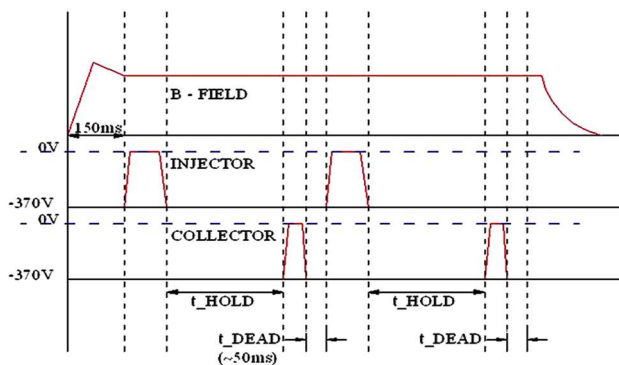 B - FIELD
150ms
0V
INJECTOR
-370V
0V
COLLECTOR
-370V
t_HOLD
t_HOLD
t_DEAD
(~50ms)
t_DEAD